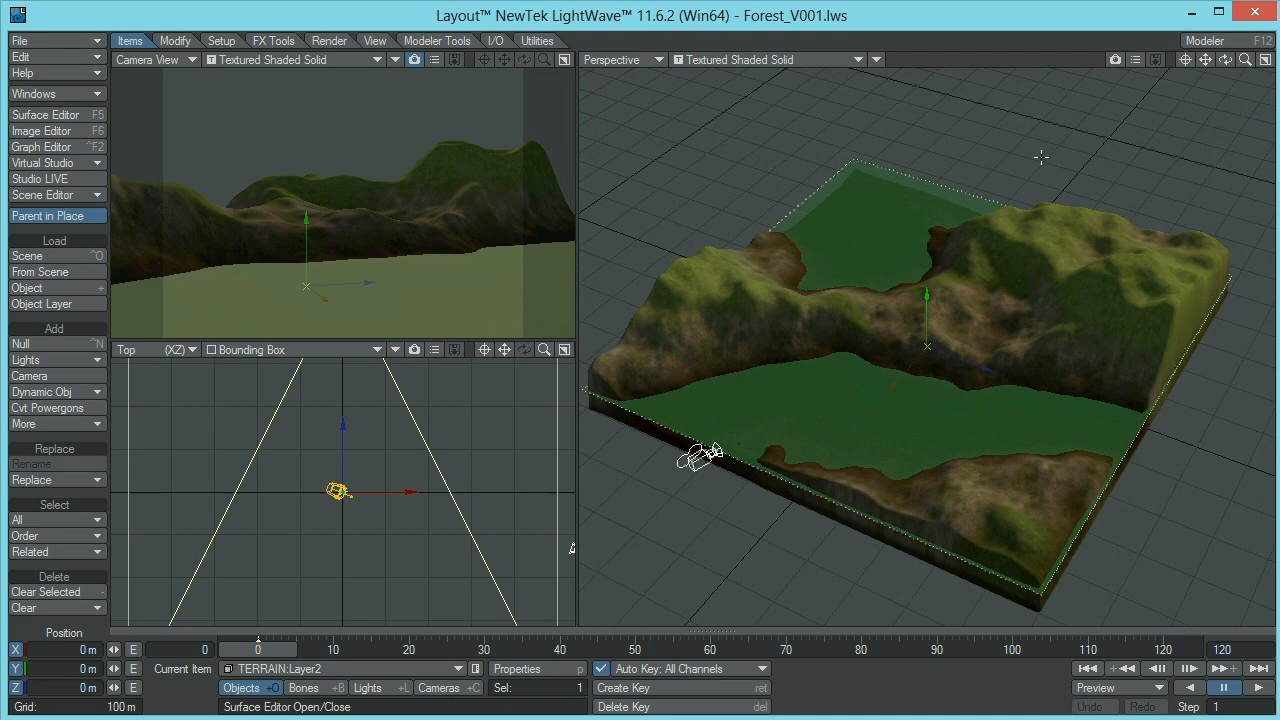 Layout™ NewTek LightWave™ 11.6.2 (Win64) - Forest_V001.lws
File
Edit
Help
Windows
Surface Editor F5
Image Editor F6
Graph Editor ^F2
Virtual Studio
Studio LIVE
Scene Editor
Parent in Place
Load
Scene ^O
From Scene
Object +
Object Layer
Add
Null ^N
Lights
Camera
Dynamic Obj
Cvt Powergons
More
Replace
Rename
Replace
Select
All
Order
Related
Delete
Clear Selected -
Clear
Items Modify Setup FX Tools Render View Modeler Tools I/O Utilities Modeler F12
Camera View T Textured Shaded Solid
Perspective T Textured Shaded Solid
Top (XZ) Bounding Box
Position
X 0 m E 0 0 10 20 30 40 50 60 70 80 90 100 110 120 120
Y 0 m E Current Item TERRAIN:Layer2 Properties p Auto Key: All Channels
Z 0 m E Objects +O Bones +B Lights +L Cameras +C Sel: 1 Create Key ret Preview
Grid: 100 m Surface Editor Open/Close Delete Key del Undo Redo Step 1